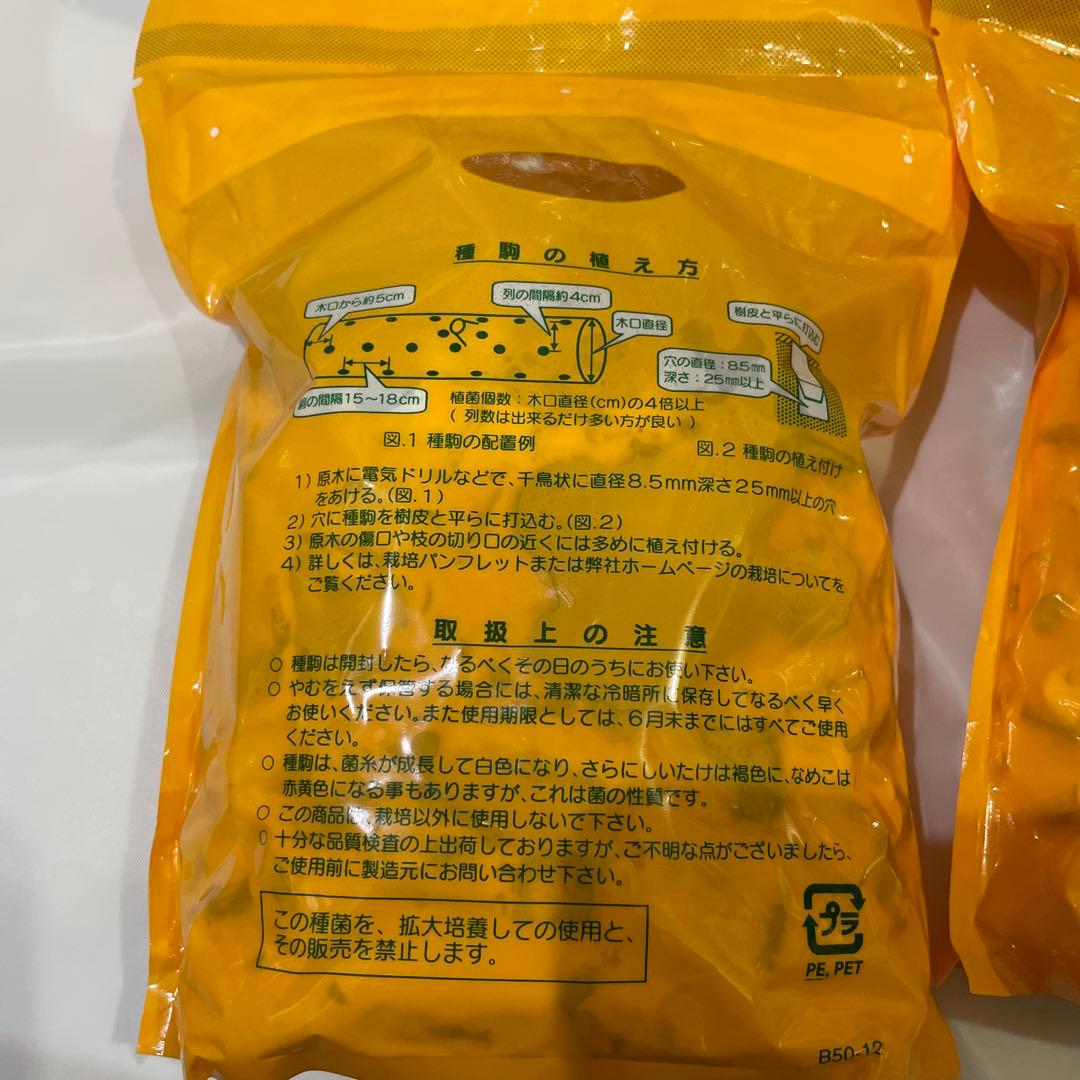 種駒の植え方
木口から約5cm
列の間隔約4cm
木口直径
樹皮と平らに打込む
穴の直径：8.5mm
深さ：25mm以上
の間隔15〜18cm
植菌個数：木口直径(cm)の4倍以上
( 列数は出来るだけ多い方が良い )
図.1 種駒の配置例
図.2 種駒の植え付け
1) 原木に電気ドリルなどで、千鳥状に直径8.5mm深さ25mm以上の穴
をあける。(図.1)
2) 穴に種駒を樹皮と平らに打込む。(図.2)
3) 原木の傷口や枝の切り口の近くには多めに植え付ける。
4) 詳しくは、栽培パンフレットまたは弊社ホームページの栽培についてを
ご覧ください。
取扱上の注意
○ 種駒は開封したら、なるべくその日のうちにお使い下さい。
○ やむをえず保管する場合には、清潔な冷暗所に保存してなるべく早く
お使いください。また使用期限としては、6月末までにはすべてご使用
ください。
○ 種駒は、菌糸が成長して白色になり、さらにしいたけは褐色に、なめこは
赤黄色になる事もありますが、これは菌の性質です。
○ この商品は、栽培以外に使用しないで下さい。
○ 十分な品質検査の上出荷しておりますが、ご不明な点がございましたら、
ご使用前に製造元にお問い合わせ下さい。
この種菌を、拡大培養しての使用と、
その販売を禁止します。
プラ
PE, PET
B50-12